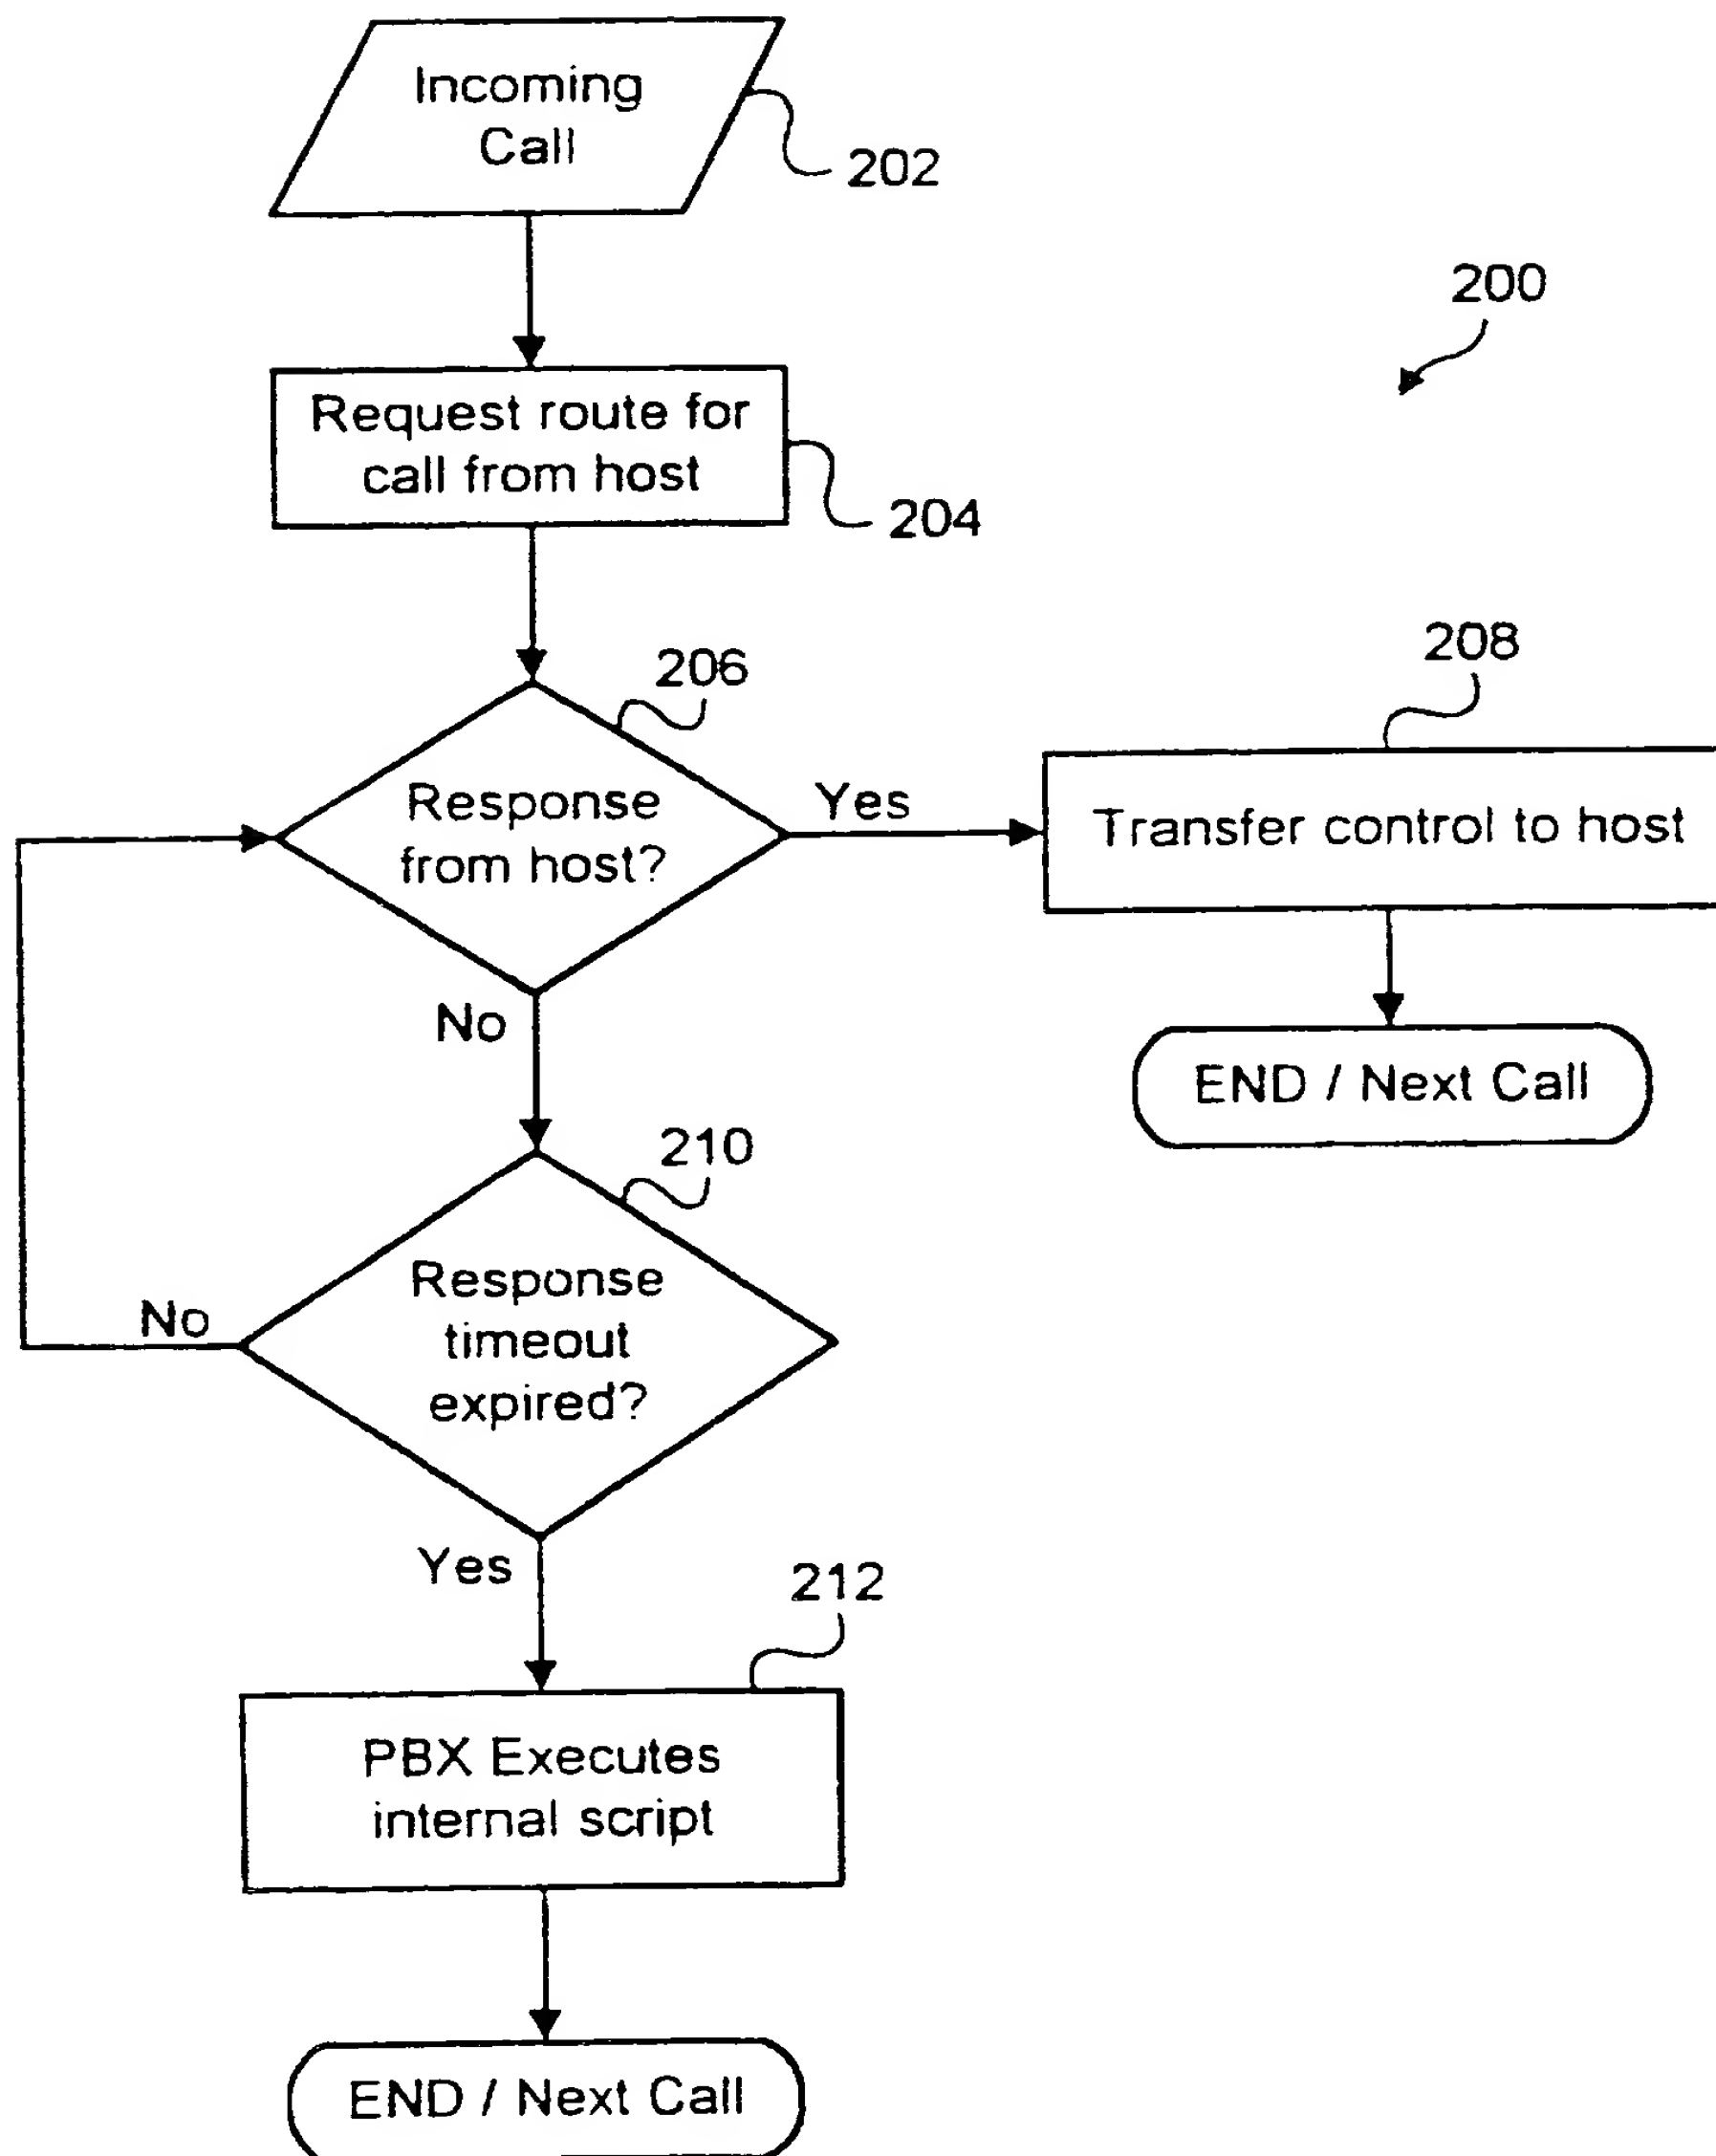 Incoming
Call
202
200
Request route for
call from host
204
206
208
Response
from host?
Yes
Transfer control to host
No
END / Next Call
210
Response
timeout
expired?
No
Yes
212
PBX Executes
internal script
END / Next Call